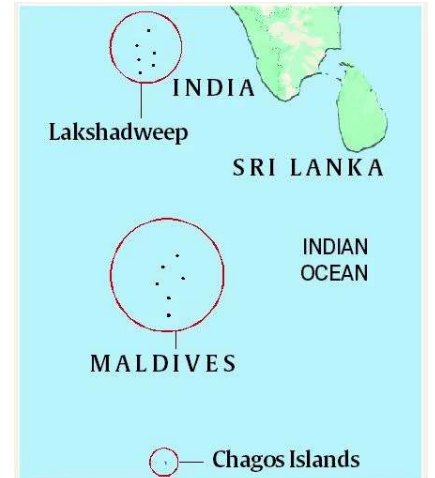 INDIA
Lakshadweep
SRI LANKA
INDIAN
OCEAN
MALDIVES
Chagos Islands